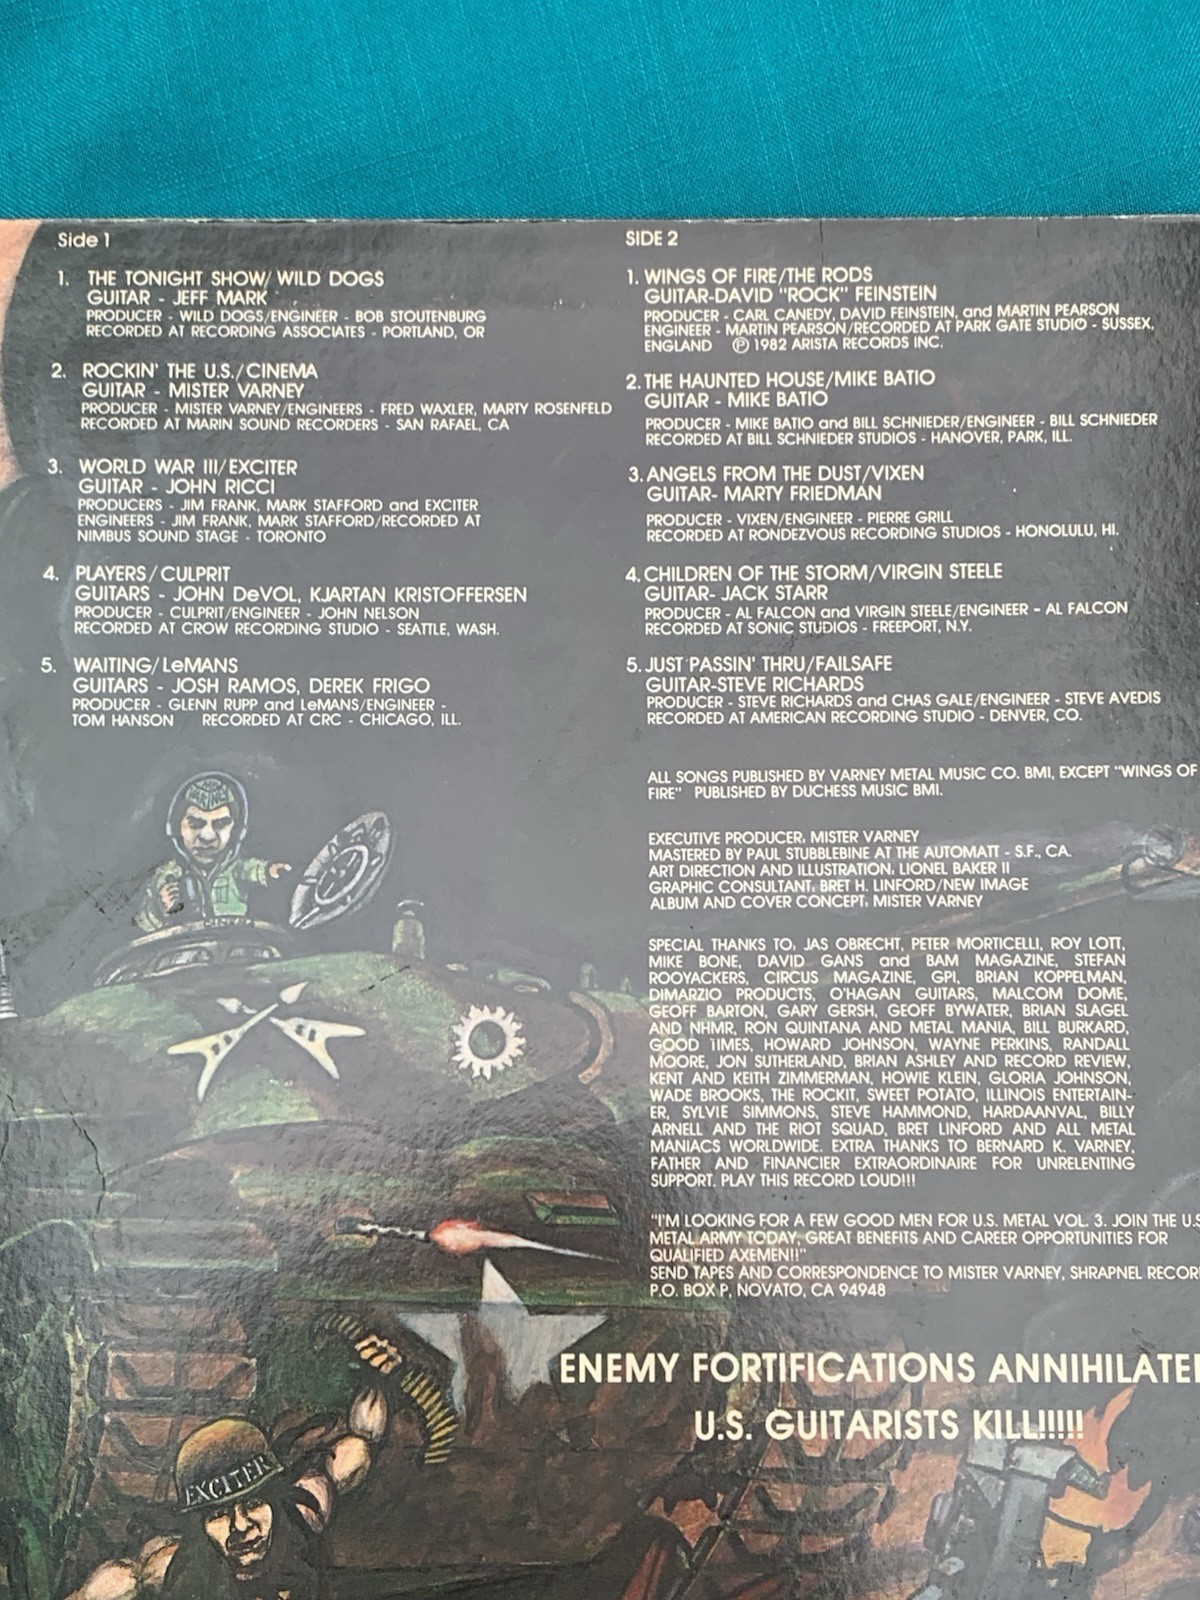 Side 1
1. THE TONIGHT SHOW/ WILD DOGS
GUITAR - JEFF MARK
PRODUCER - WILD DOGS/ENGINEER - BOB STOUTENBURG
RECORDED AT RECORDING ASSOCIATES - PORTLAND, OR
2. ROCKIN' THE U.S./CINEMA
GUITAR - MISTER VARNEY
PRODUCER - MISTER VARNEY/ENGINEERS - FRED WAXLER, MARTY ROSENFELD
RECORDED AT MARIN SOUND RECORDERS - SAN RAFAEL, CA
3. WORLD WAR III/EXCITER
GUITAR - JOHN RICCI
PRODUCERS - JIM FRANK, MARK STAFFORD and EXCITER
ENGINEERS - JIM FRANK, MARK STAFFORD/RECORDED AT
NIMBUS SOUND STAGE - TORONTO
4. PLAYERS/CULPRIT
GUITARS - JOHN DeVOL, KJARTAN KRISTOFFERSEN
PRODUCER - CULPRIT/ENGINEER - JOHN NELSON
RECORDED AT CROW RECORDING STUDIO - SEATTLE, WASH.
5. WAITING/LeMANS
GUITARS - JOSH RAMOS, DEREK FRIGO
PRODUCER - GLENN RUPP and LeMANS/ENGINEER -
TOM HANSON RECORDED AT CRC - CHICAGO, ILL.
SIDE 2
1. WINGS OF FIRE/THE RODS
GUITAR-DAVID "ROCK" FEINSTEIN
PRODUCER - CARL CANEDY, DAVID FEINSTEIN, and MARTIN PEARSON
ENGINEER - MARTIN PEARSON/RECORDED AT PARK GATE STUDIO - SUSSEX,
ENGLAND ℗ 1982 ARISTA RECORDS INC.
2. THE HAUNTED HOUSE/MIKE BATIO
GUITAR - MIKE BATIO
PRODUCER - MIKE BATIO and BILL SCHNIEDER/ENGINEER - BILL SCHNIEDER
RECORDED AT BILL SCHNIEDER STUDIOS - HANOVER, PARK, ILL.
3. ANGELS FROM THE DUST/VIXEN
GUITAR- MARTY FRIEDMAN
PRODUCER - VIXEN/ENGINEER - PIERRE GRILL
RECORDED AT RONDEZVOUS RECORDING STUDIOS - HONOLULU, HI.
4. CHILDREN OF THE STORM/VIRGIN STEELE
GUITAR- JACK STARR
PRODUCER - AL FALCON and VIRGIN STEELE/ENGINEER - AL FALCON
RECORDED AT SONIC STUDIOS - FREEPORT, N.Y.
5. JUST PASSIN' THRU/FAILSAFE
GUITAR-STEVE RICHARDS
PRODUCER - STEVE RICHARDS and CHAS GALE/ENGINEER - STEVE AVEDIS
RECORDED AT AMERICAN RECORDING STUDIO - DENVER, CO.
ALL SONGS PUBLISHED BY VARNEY METAL MUSIC CO. BMI, EXCEPT "WINGS OF
FIRE" PUBLISHED BY DUCHESS MUSIC BMI.
EXECUTIVE PRODUCER: MISTER VARNEY
MASTERED BY PAUL STUBBLEBINE AT THE AUTOMATT - S.F., CA.
ART DIRECTION AND ILLUSTRATION: LIONEL BAKER II
GRAPHIC CONSULTANT: BRET H. LINFORD/NEW IMAGE
ALBUM AND COVER CONCEPT: MISTER VARNEY
SPECIAL THANKS TO: JAS OBRECHT, PETER MORTICELLI, ROY LOTT,
MIKE BONE, DAVID GANS and BAM MAGAZINE, STEFAN
ROOYACKERS, CIRCUS MAGAZINE, GPI, BRIAN KOPPELMAN,
DIMARZIO PRODUCTS, O'HAGAN GUITARS, MALCOM DOME,
GEOFF BARTON, GARY GERSH, GEOFF BYWATER, BRIAN SLAGEL
AND NHMR, RON QUINTANA AND METAL MANIA, BILL BURKARD,
GOOD TIMES, HOWARD JOHNSON, WAYNE PERKINS, RANDALL
MOORE, JON SUTHERLAND, BRIAN ASHLEY AND RECORD REVIEW,
KENT AND KEITH ZIMMERMAN, HOWIE KLEIN, GLORIA JOHNSON,
WADE BROOKS, THE ROCKIT, SWEET POTATO, ILLINOIS ENTERTAIN-
ER, SYLVIE SIMMONS, STEVE HAMMOND, HARDAANVAL, BILLY
ARNELL AND THE RIOT SQUAD, BRET LINFORD AND ALL METAL
MANIACS WORLDWIDE. EXTRA THANKS TO BERNARD K. VARNEY,
FATHER AND FINANCIER EXTRAORDINAIRE FOR UNRELENTING
SUPPORT. PLAY THIS RECORD LOUD!!!
"I'M LOOKING FOR A FEW GOOD MEN FOR U.S. METAL VOL. 3. JOIN THE U.S
METAL ARMY TODAY, GREAT BENEFITS AND CAREER OPPORTUNITIES FOR
QUALIFIED AXEMEN!!"
SEND TAPES AND CORRESPONDENCE TO MISTER VARNEY, SHRAPNEL RECOR
P.O. BOX P, NOVATO, CA 94948
ENEMY FORTIFICATIONS ANNIHILATE
U.S. GUITARISTS KILL!!!!!
CINEMA
EXCITER